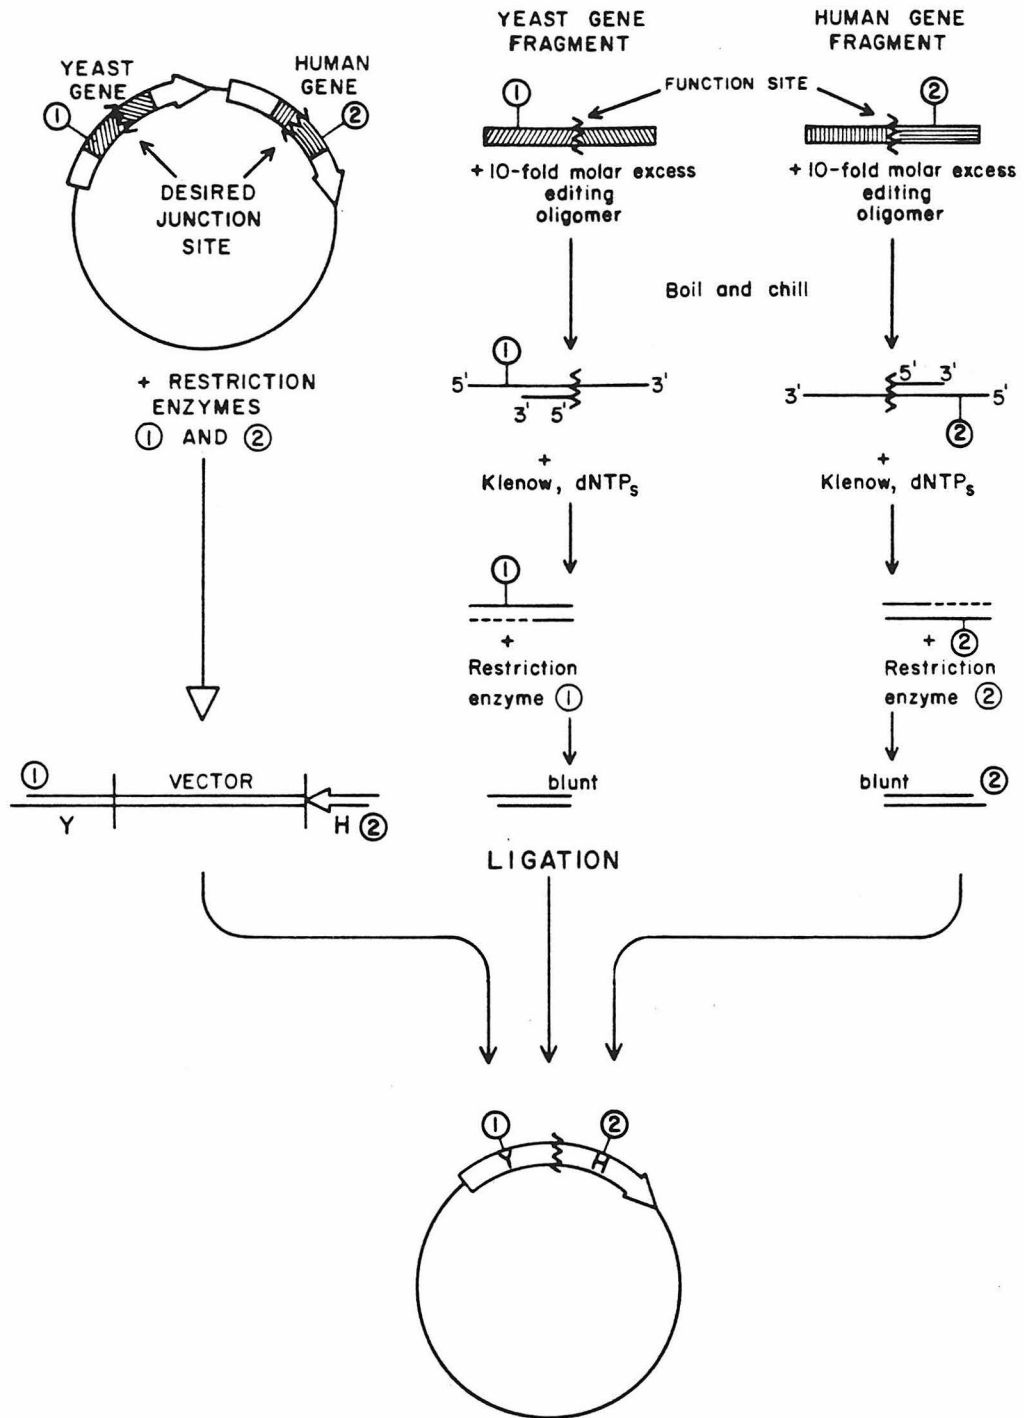 YEAST GENE
FRAGMENT
HUMAN GENE
FRAGMENT
YEAST
GENE
①
HUMAN
GENE
②
DESIRED
JUNCTION
SITE
①
FUNCTION SITE
②
+ 10-fold molar excess
editing
oligomer
+ 10-fold molar excess
editing
oligomer
Boil and chill
+ RESTRICTION
ENZYMES
① AND ②
①
5' 3'
3' 5'
5' 3'
3' 5'
②
+
Klenow, dNTPs
+
Klenow, dNTPs
①
+
Restriction
enzyme ①
+ ②
Restriction
enzyme ②
① VECTOR
Y H ②
blunt
blunt ②
LIGATION
① ②
Y H